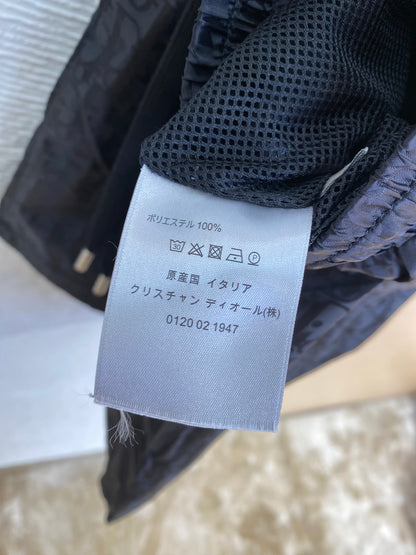 ポリエステル 100%
30
原産国 イタリア
クリスチャン ディオール(株)
0120 02 1947